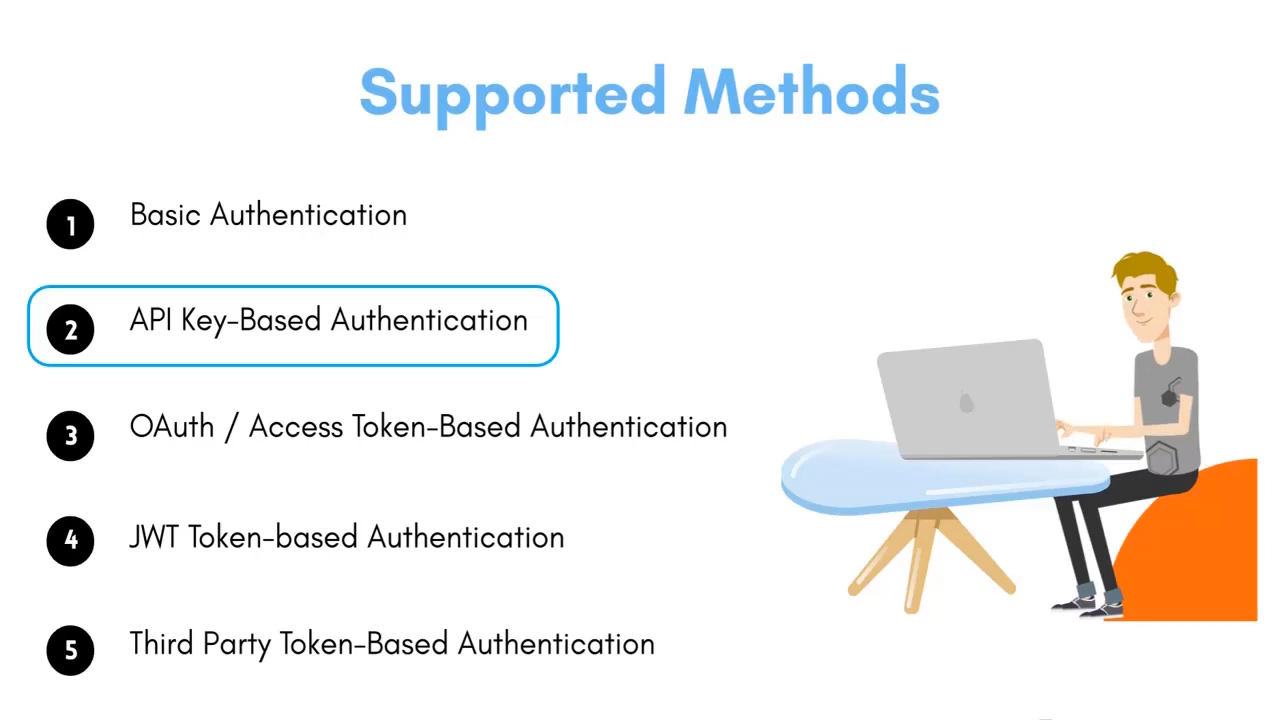 Supported Methods
1 Basic Authentication
2 API Key-Based Authentication
3 OAuth / Access Token-Based Authentication
4 JWT Token-based Authentication
5 Third Party Token-Based Authentication